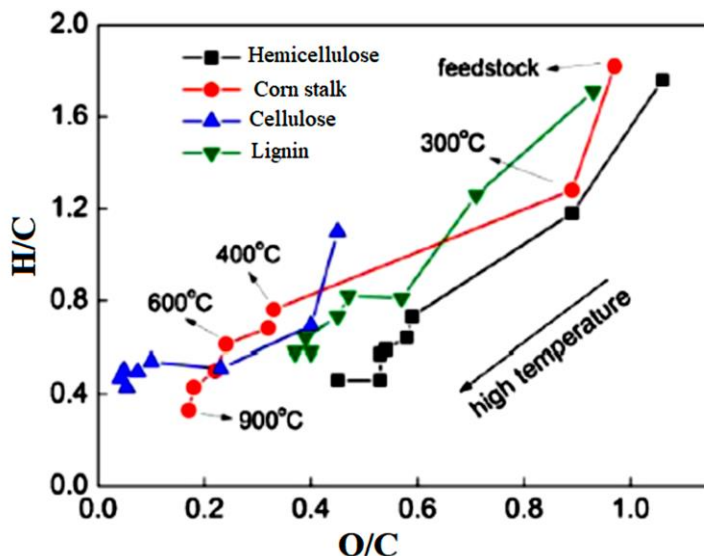 2.0
1.6
1.2
0.8
0.4
0.0
H/C
Hemicellulose
Corn stalk
Cellulose
Lignin
feedstock
300°C
400°C
600°C
900°C
high temperature
0.0 0.2 0.4 0.6 0.8 1.0
O/C